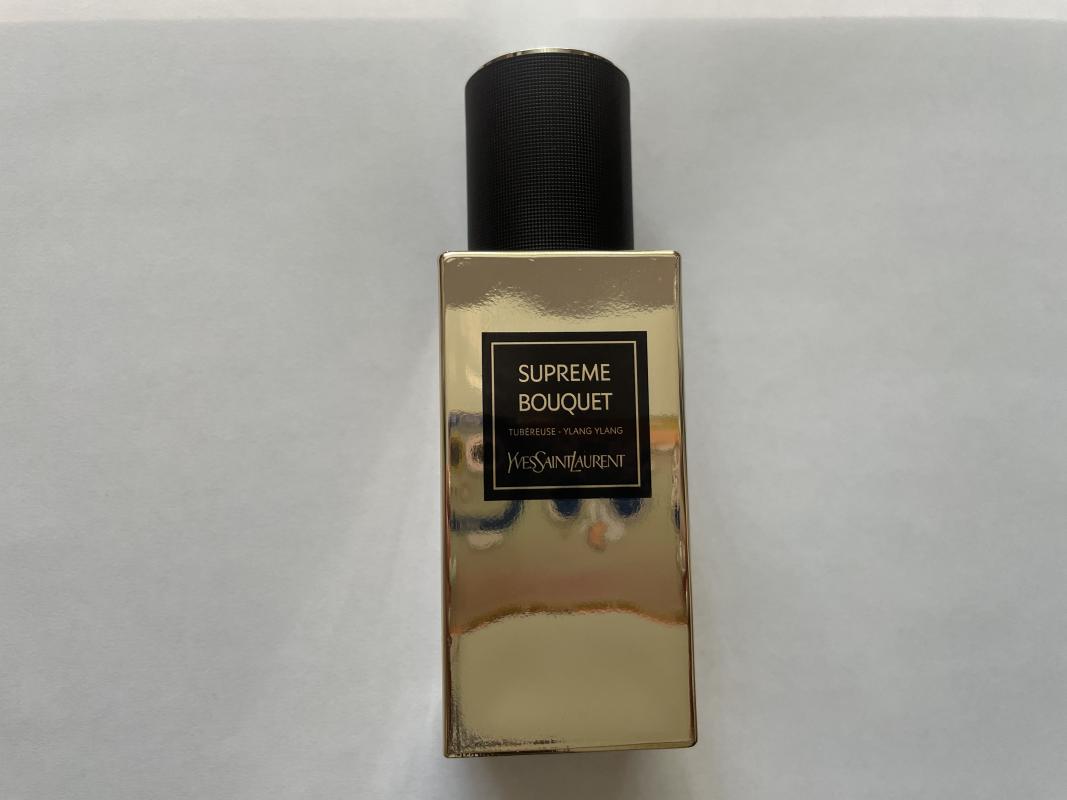 SUPREME
BOUQUET
TUBÉREUSE - YLANG YLANG
YVESSAINTLAURENT